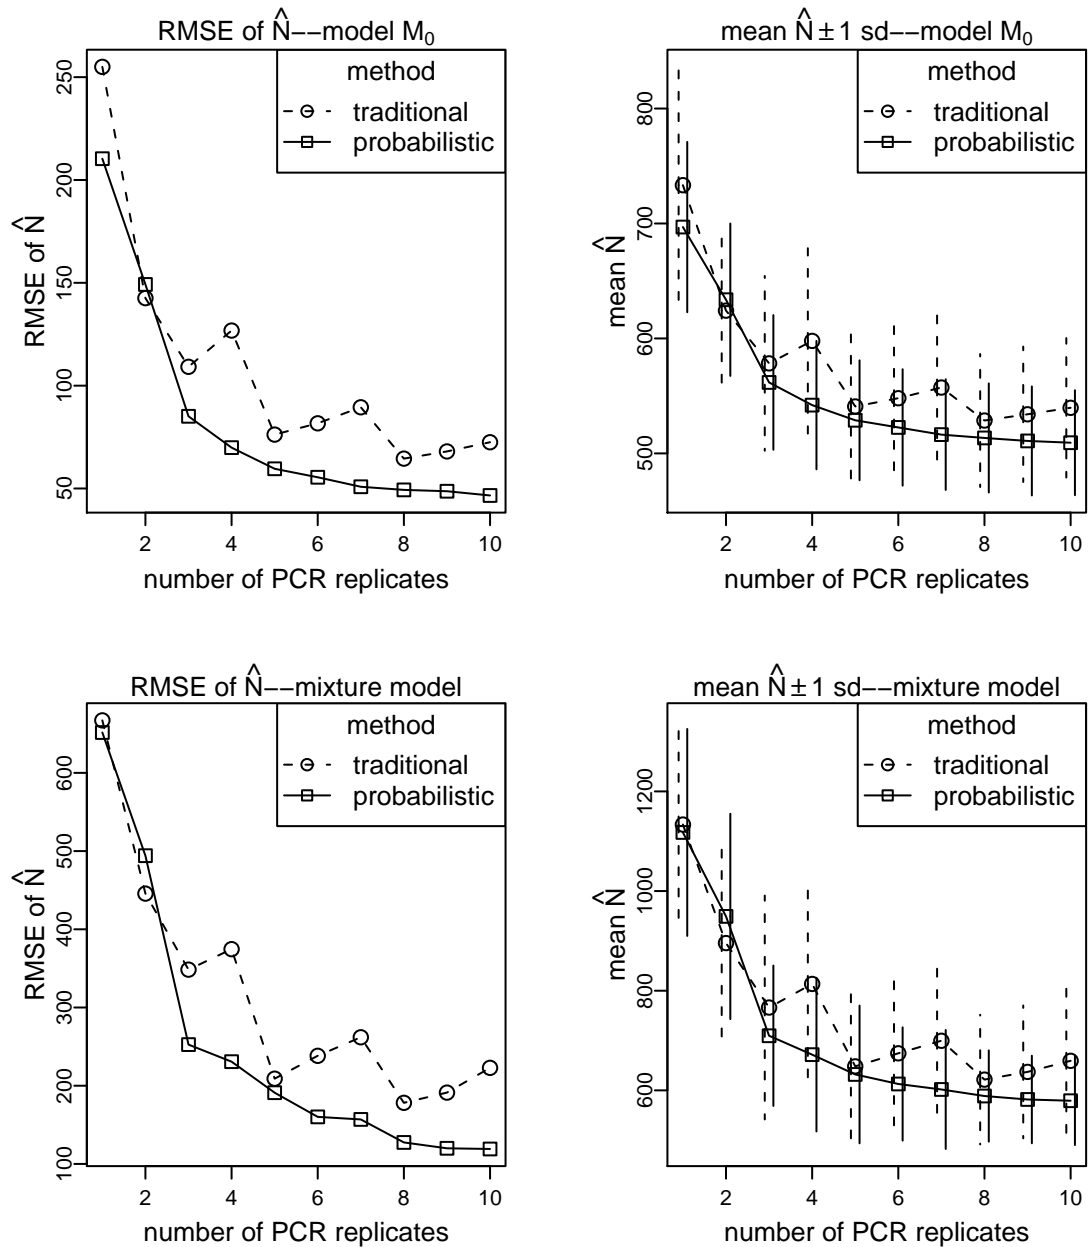 RMSE of N̂−−model M₀
RMSE of N̂
250
200
150
100
50
method
traditional
probabilistic
2 4 6 8 10
number of PCR replicates
mean N̂ ± 1 sd−−model M₀
mean N̂
800
700
600
500
method
traditional
probabilistic
2 4 6 8 10
number of PCR replicates
RMSE of N̂−−mixture model
RMSE of N̂
600
500
400
300
200
100
method
traditional
probabilistic
2 4 6 8 10
number of PCR replicates
mean N̂ ± 1 sd−−mixture model
mean N̂
1200
1000
800
600
method
traditional
probabilistic
2 4 6 8 10
number of PCR replicates